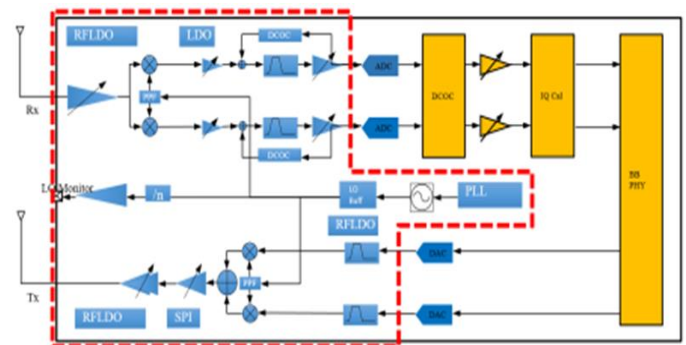 RFLDO
LDO
DCOC
ADC
Rx
PPF
DCOC
IQ Cal
ADC
DCOC
BB
PHY
LO Monitor
/n
LO
Buff
PLL
RFLDO
DAC
PPF
Tx
RFLDO
SPI
DAC